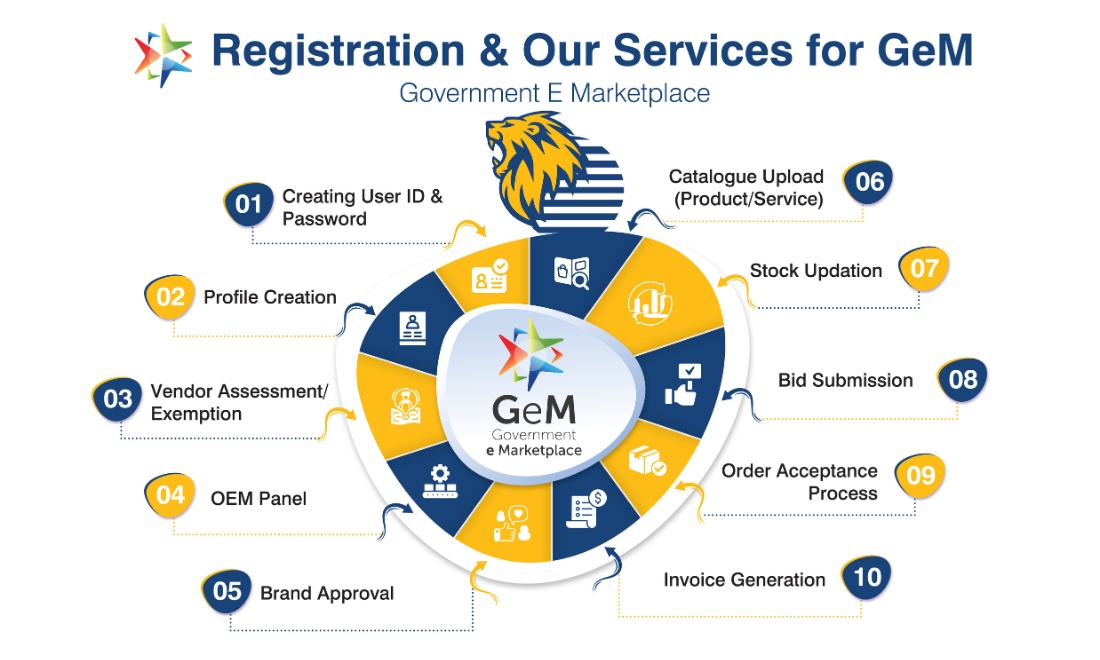 Registration & Our Services for GeM
Government E Marketplace
01
Creating User ID &
Password
02
Profile Creation
03
Vendor Assessment/
Exemption
04
OEM Panel
05
Brand Approval
Catalogue Upload
(Product/Service)
06
Stock Updation
07
Bid Submission
08
Order Acceptance
Process
09
Invoice Generation
10
GeM
Government
e Marketplace
$